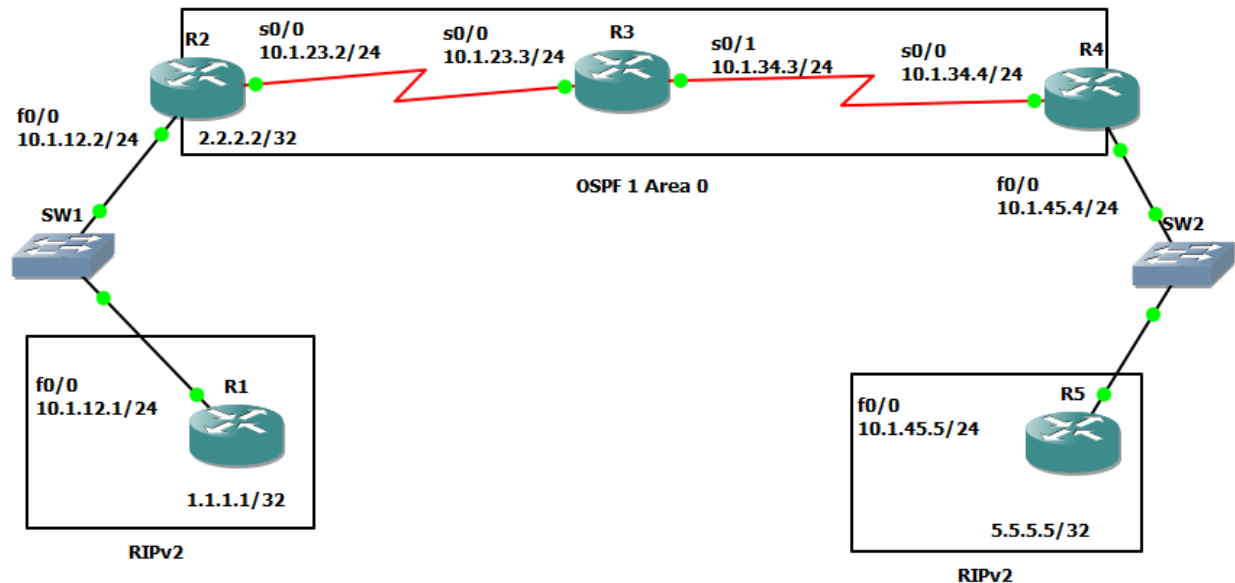 R2
s0/0
10.1.23.2/24
s0/0
10.1.23.3/24
R3
s0/1
10.1.34.3/24
s0/0
10.1.34.4/24
R4
f0/0
10.1.12.2/24
2.2.2.2/32
OSPF 1 Area 0
f0/0
10.1.45.4/24
SW1
SW2
f0/0
10.1.12.1/24
R1
1.1.1.1/32
RIPv2
f0/0
10.1.45.5/24
R5
5.5.5.5/32
RIPv2